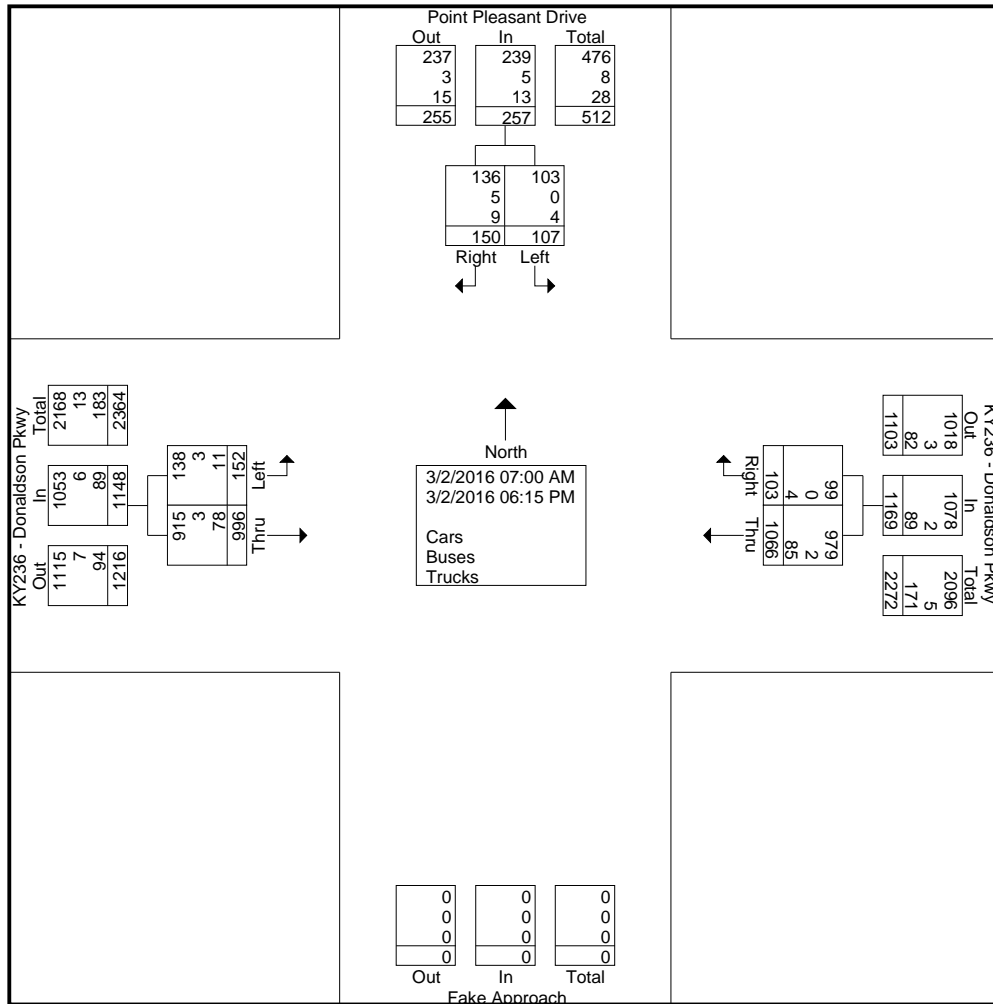 Point Pleasant Drive
Out In Total
237 239 476
3 5 8
15 13 28
255 257 512
136 103
5 0
9 4
150 107
Right Left
KY236 - Donaldson Pkwy
Total In Out
2168 1053 1115
13 6 7
183 89 94
2364 1148 1216
138 915
3 3
11 78
152 996
Left Thru
North
3/2/2016 07:00 AM
3/2/2016 06:15 PM
Cars
Buses
Trucks
Right Thru
99 979
0 2
4 85
103 1066
KY236 - Donaldson Pkwy
Out In Total
1018 1078 2096
3 2 5
82 89 171
1103 1169 2272
0 0 0
0 0 0
0 0 0
0 0 0
Out In Total
Fake Approach